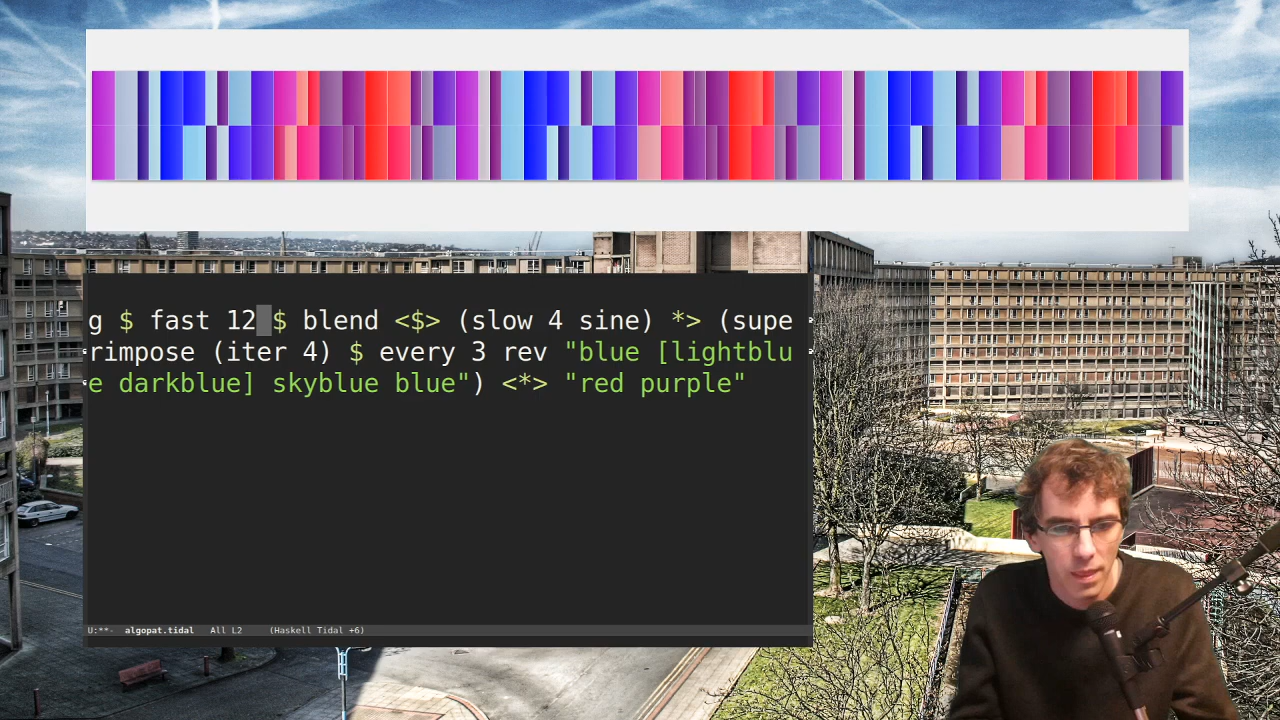 g $ fast 12 $ blend <$> (slow 4 sine) *> (supe
rimpose (iter 4) $ every 3 rev "blue [lightblu
e darkblue] skyblue blue") <*> "red purple"
U:**- algopat.tidal All L2 (Haskell Tidal +6)